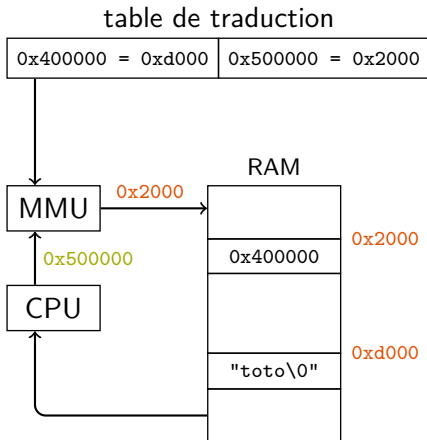 table de traduction
0x400000 = 0xd000
0x500000 = 0x2000
RAM
MMU
0x2000
0x2000
0x400000
0x500000
CPU
0xd000
"toto\0"